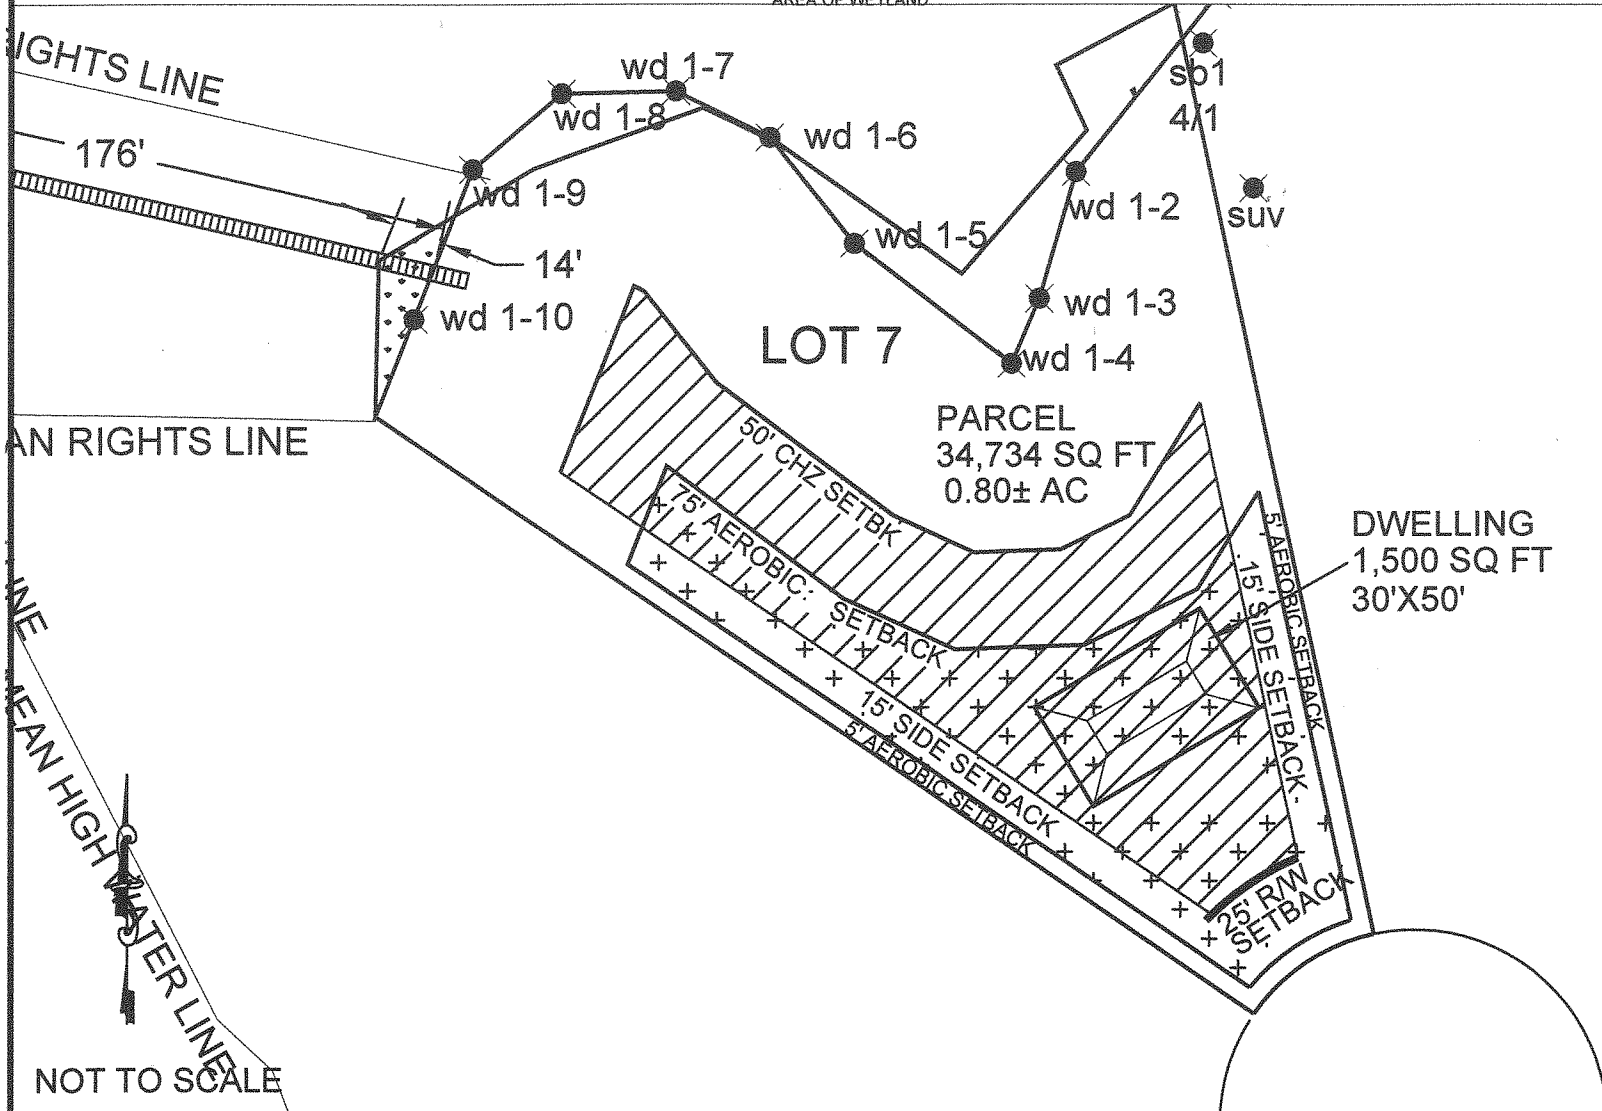 AREA OF WETLAND
IGHTS LINE
wd 1-7
sb1
4/1
wd 1-8
wd 1-6
176'
wd 1-9
wd 1-2
suv
wd 1-5
14'
wd 1-3
wd 1-10
LOT 7
wd 1-4
PARCEL
34,734 SQ FT
0.80± AC
AN RIGHTS LINE
50' CHZ SETBK
75' AEROBIC: SETBACK
DWELLING
1,500 SQ FT
30'X50'
5' AEROBIC SETBACK
15' SIDE SETBACK
15' SIDE SETBACK
5' AEROBIC SETBACK
INE
MEAN HIGH WATER LINE
25' R/W
SETBACK
NOT TO SCALE